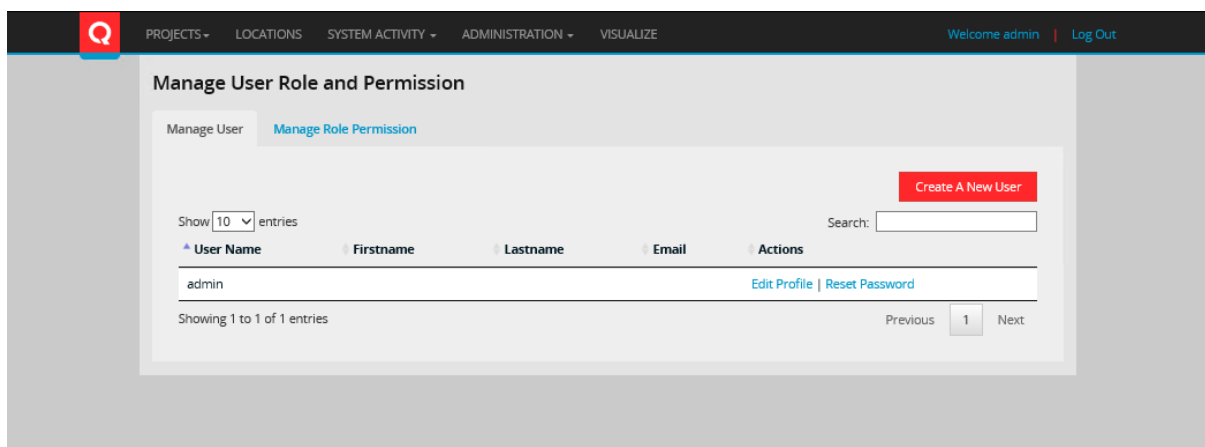 PROJECTS LOCATIONS SYSTEM ACTIVITY ADMINISTRATION VISUALIZE Welcome admin | Log Out
Manage User Role and Permission
Manage User Manage Role Permission
Create A New User
Show 10 entries Search:
User Name Firstname Lastname Email Actions
admin Edit Profile | Reset Password
Showing 1 to 1 of 1 entries Previous 1 Next